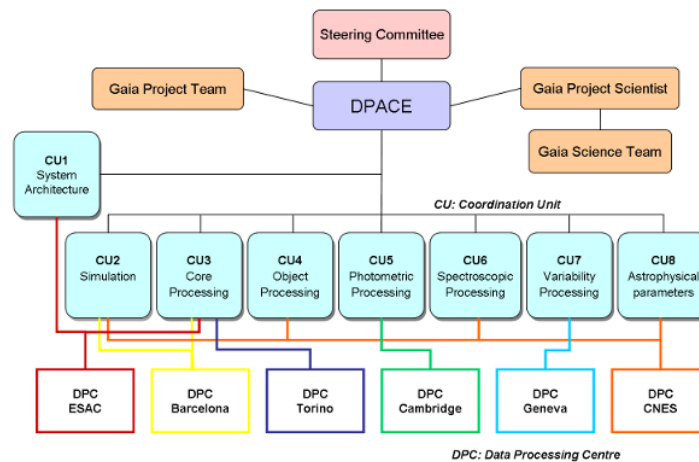 Steering Committee
Gaia Project Team
DPACE
Gaia Project Scientist
Gaia Science Team
CU1
System
Architecture
CU: Coordination Unit
CU2
Simulation
CU3
Core
Processing
CU4
Object
Processing
CU5
Photometric
Processing
CU6
Spectroscopic
Processing
CU7
Variability
Processing
CU8
Astrophysical
parameters
DPC
ESAC
DPC
Barcelona
DPC
Torino
DPC
Cambridge
DPC
Geneva
DPC
CNES
DPC: Data Processing Centre